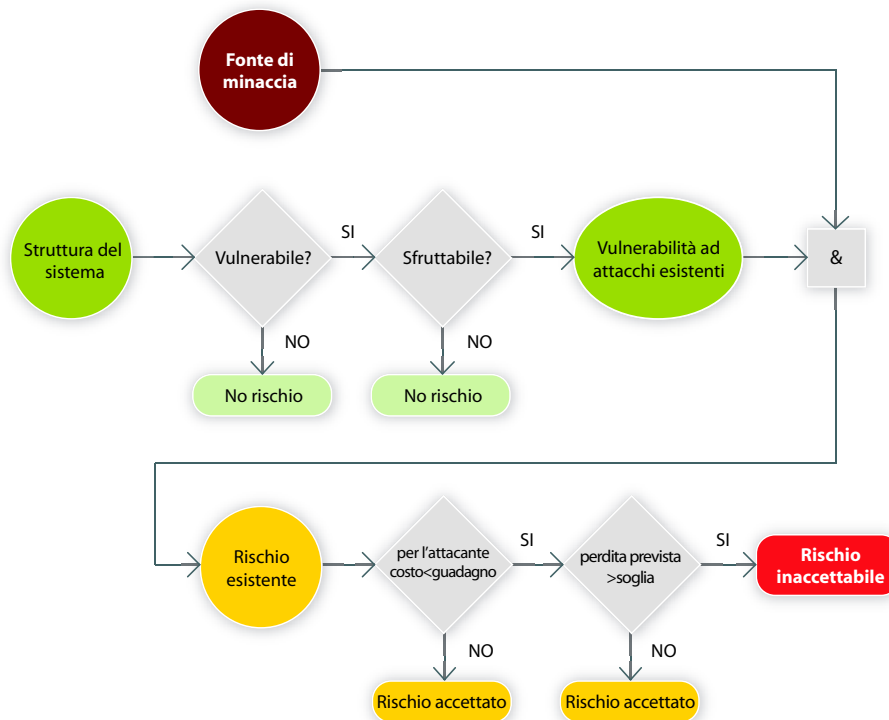 Fonte di
minaccia
Struttura del
sistema
Vulnerabile?
SI
Sfruttabile?
SI
Vulnerabilità ad
attacchi esistenti
&
NO
No rischio
NO
No rischio
Rischio
esistente
per l'attacante
costo<guadagno
SI
perdita prevista
>soglia
SI
Rischio
inaccettabile
NO
Rischio accettato
NO
Rischio accettato